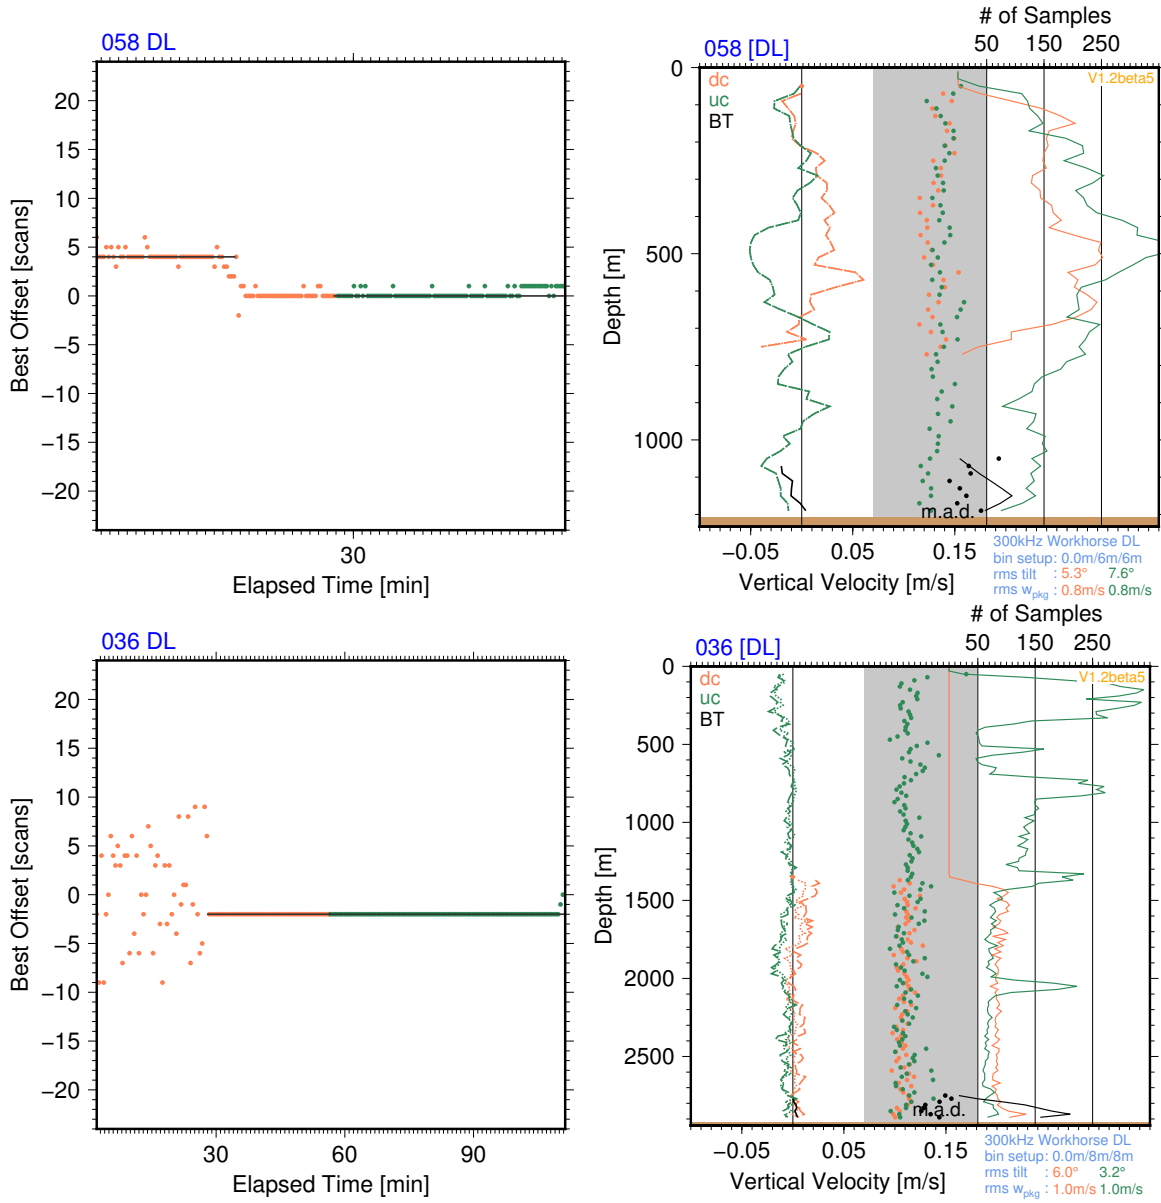 058 DL
20
15
10
5
0
−5
−10
−15
−20
Best Offset [scans]
30
Elapsed Time [min]
# of Samples
50 150 250
058 [DL]
V1.2beta5
dc
uc
BT
0
500
1000
Depth [m]
m.a.d.
−0.05 0.05 0.15
Vertical Velocity [m/s]
300kHz Workhorse DL
bin setup: 0.0m/6m/6m
rms tilt : 5.3° 7.6°
rms wpkg : 0.8m/s 0.8m/s
036 DL
20
15
10
5
0
−5
−10
−15
−20
Best Offset [scans]
30 60 90
Elapsed Time [min]
# of Samples
50 150 250
036 [DL]
V1.2beta5
dc
uc
BT
0
500
1000
1500
2000
2500
Depth [m]
m.a.d.
−0.05 0.05 0.15
Vertical Velocity [m/s]
300kHz Workhorse DL
bin setup: 0.0m/8m/8m
rms tilt : 6.0° 3.2°
rms wpkg : 1.0m/s 1.0m/s